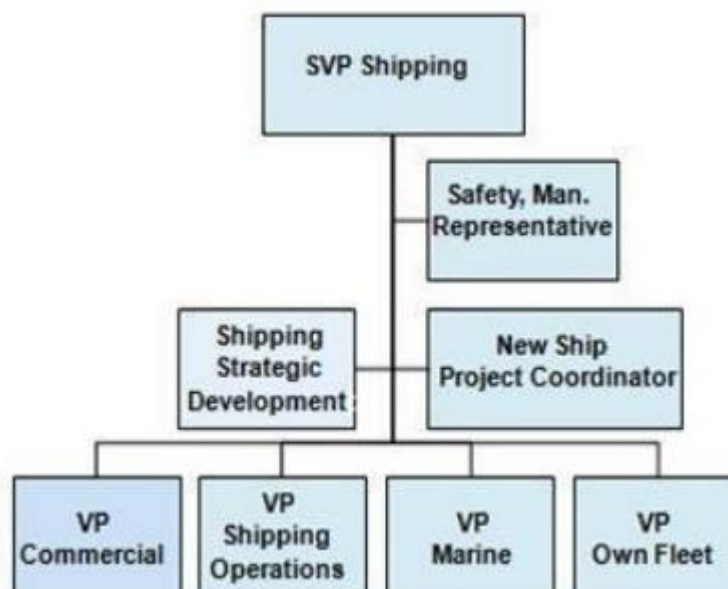 SVP Shipping
Safety, Man.
Representative
Shipping
Strategic
Development
New Ship
Project Coordinator
VP
Commercial
VP
Shipping
Operations
VP
Marine
VP
Own Fleet